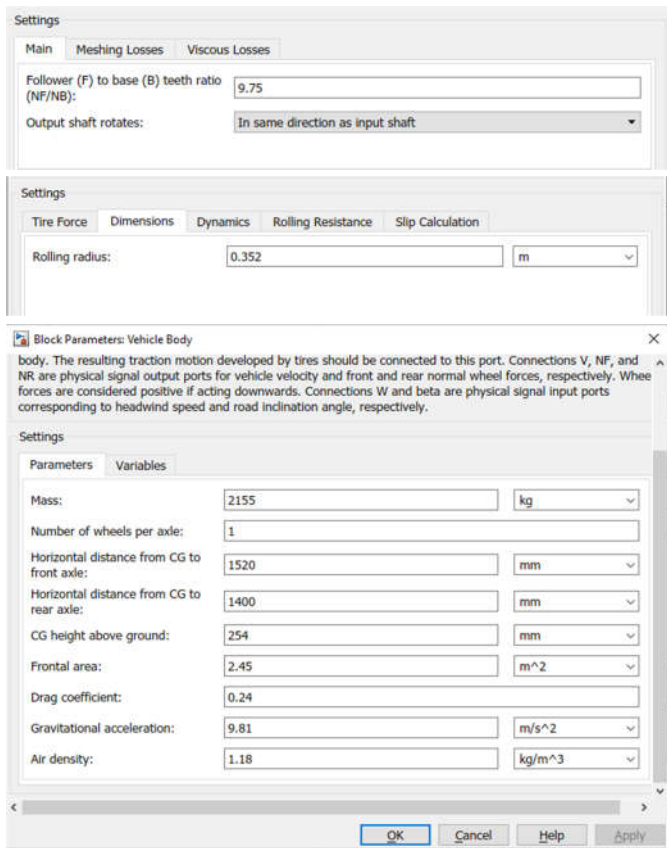 Settings
Main Meshing Losses Viscous Losses
Follower (F) to base (B) teeth ratio
(NF/NB):
9.75
Output shaft rotates:
In same direction as input shaft
Settings
Tire Force Dimensions Dynamics Rolling Resistance Slip Calculation
Rolling radius:
0.352
m
Block Parameters: Vehicle Body
body. The resulting traction motion developed by tires should be connected to this port. Connections V, NF, and
NR are physical signal output ports for vehicle velocity and front and rear normal wheel forces, respectively. Whee
forces are considered positive if acting downwards. Connections W and beta are physical signal input ports
corresponding to headwind speed and road inclination angle, respectively.
Settings
Parameters Variables
Mass: 2155 kg
Number of wheels per axle: 1
Horizontal distance from CG to
front axle:
1520 mm
Horizontal distance from CG to
rear axle:
1400 mm
CG height above ground: 254 mm
Frontal area: 2.45 m^2
Drag coefficient: 0.24
Gravitational acceleration: 9.81 m/s^2
Air density: 1.18 kg/m^3
OK Cancel Help Apply